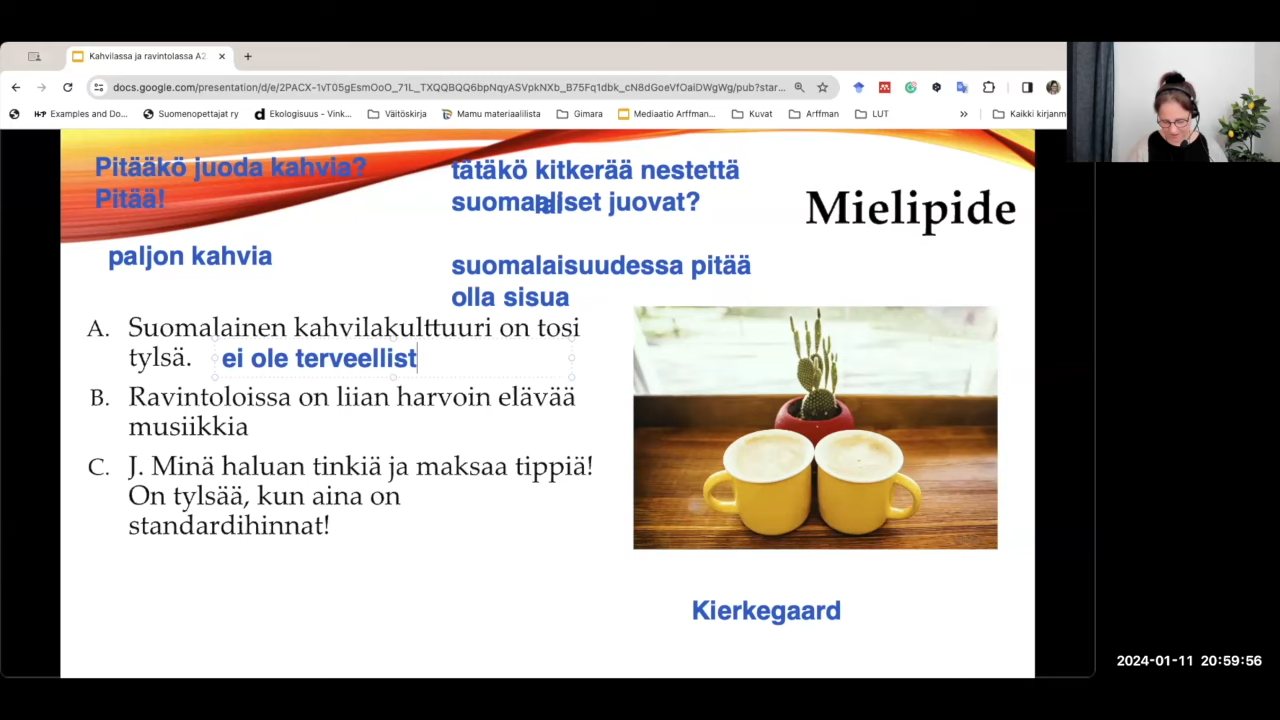 Kahvilassa ja ravintolassa A2
docs.google.com/presentation/d/e/2PACX-1vT05gEsmOoO_71L_TXQQBQQ6bpNqyASVpkNXb_B75Fq1dbk_cN8dGoeVfOaiDWgWg/pub?star...
Examples and Do... Suomenopettajat ry Ekologisuus - Vink... Väitöskirja Mamu materiaalilista Gimara Mediaatio Arffman... Kuvat Arffman LUT » Kaikki kirjanm
Pitääkö juoda kahvia?
Pitää!
paljon kahvia
tätäkö kitkerää nestettä
suomaaliset juovat?
lai
suomalaisuudessa pitää
olla sisua
Mielipide
A. Suomalainen kahvilakulttuuri on tosi
tylsä. ei ole terveellist
B. Ravintoloissa on liian harvoin elävää
musiikkia
C. J. Minä haluan tinkiä ja maksaa tippiä!
On tylsää, kun aina on
standardihinnat!
Kierkegaard
2024-01-11 20:59:56